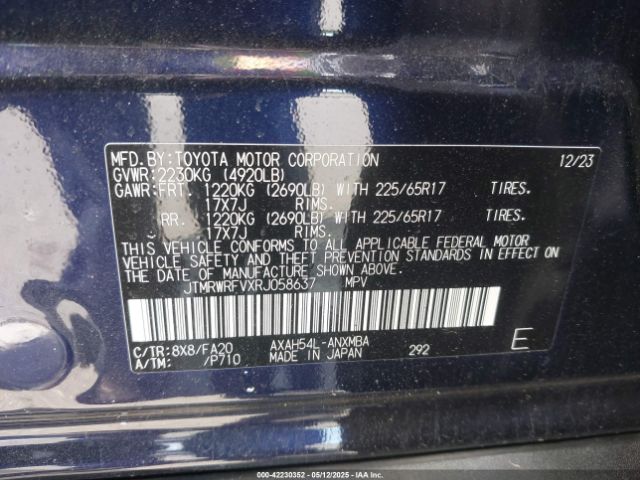 MFD.BY:TOYOTA MOTOR CORPORATION 12/23
GVWR:2230KG (4920LB)
GAWR:FRT. 1220KG (2690LB) WITH 225/65R17 TIRES.
17X7J RIMS.
RR. 1220KG (2690LB) WITH 225/65R17 TIRES.
17X7J RIMS.
THIS VEHICLE CONFORMS TO ALL APPLICABLE FEDERAL MOTOR
VEHICLE SAFETY AND THEFT PREVENTION STANDARDS IN EFFECT ON
THE DATE OF MANUFACTURE SHOWN ABOVE.
JTMRWRFVXRJ058637 MPV
C/TR:8X8/FA20 AXAH54L-ANXMBA
A/TM: /P710 MADE IN JAPAN 292 E
000-42230352 05/12/2025 IAA Inc.